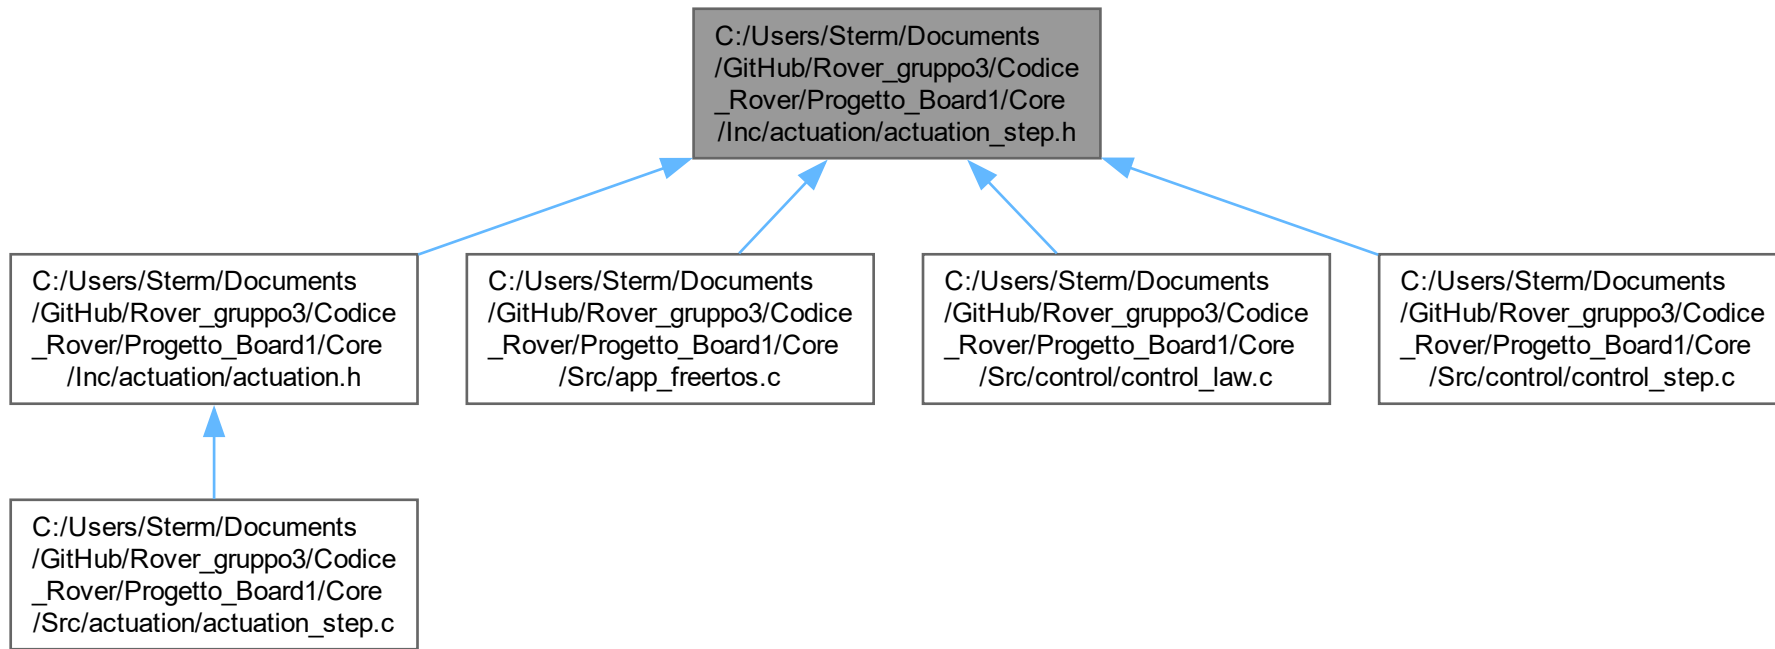 C:/Users/Sterm/Documents
/GitHub/Rover_gruppo3/Codice
_Rover/Progetto_Board1/Core
/Inc/actuation/actuation_step.h
C:/Users/Sterm/Documents
/GitHub/Rover_gruppo3/Codice
_Rover/Progetto_Board1/Core
/Inc/actuation/actuation.h
C:/Users/Sterm/Documents
/GitHub/Rover_gruppo3/Codice
_Rover/Progetto_Board1/Core
/Src/app_freertos.c
C:/Users/Sterm/Documents
/GitHub/Rover_gruppo3/Codice
_Rover/Progetto_Board1/Core
/Src/control/control_law.c
C:/Users/Sterm/Documents
/GitHub/Rover_gruppo3/Codice
_Rover/Progetto_Board1/Core
/Src/control/control_step.c
C:/Users/Sterm/Documents
/GitHub/Rover_gruppo3/Codice
_Rover/Progetto_Board1/Core
/Src/actuation/actuation_step.c